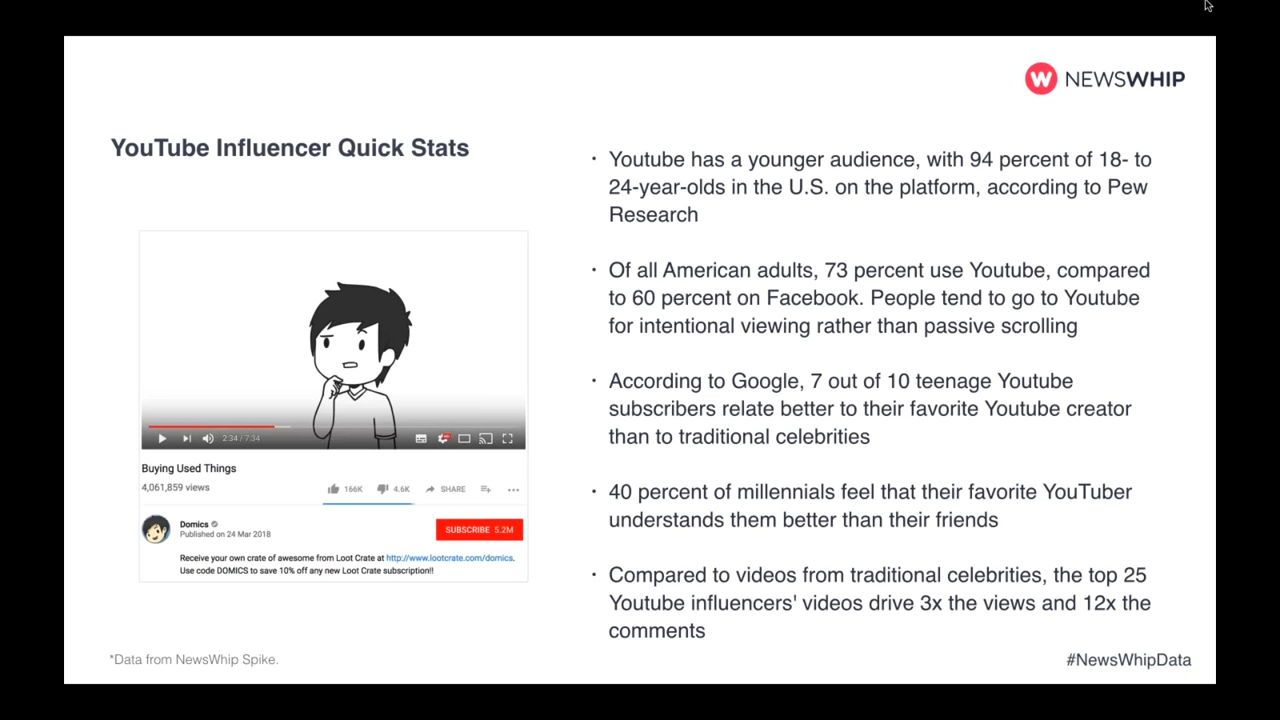 NEWSWHIP
YouTube Influencer Quick Stats
2:34 / 7:34
Buying Used Things
4,061,859 views
166K
4.6K
SHARE
Domics
Published on 24 Mar 2018
SUBSCRIBE 5.2M
Receive your own crate of awesome from Loot Crate at http://www.lootcrate.com/domics.
Use code DOMICS to save 10% off any new Loot Crate subscription!!
· Youtube has a younger audience, with 94 percent of 18- to
24-year-olds in the U.S. on the platform, according to Pew
Research
· Of all American adults, 73 percent use Youtube, compared
to 60 percent on Facebook. People tend to go to Youtube
for intentional viewing rather than passive scrolling
· According to Google, 7 out of 10 teenage Youtube
subscribers relate better to their favorite Youtube creator
than to traditional celebrities
· 40 percent of millennials feel that their favorite YouTuber
understands them better than their friends
· Compared to videos from traditional celebrities, the top 25
Youtube influencers' videos drive 3x the views and 12x the
comments
*Data from NewsWhip Spike.
#NewsWhipData